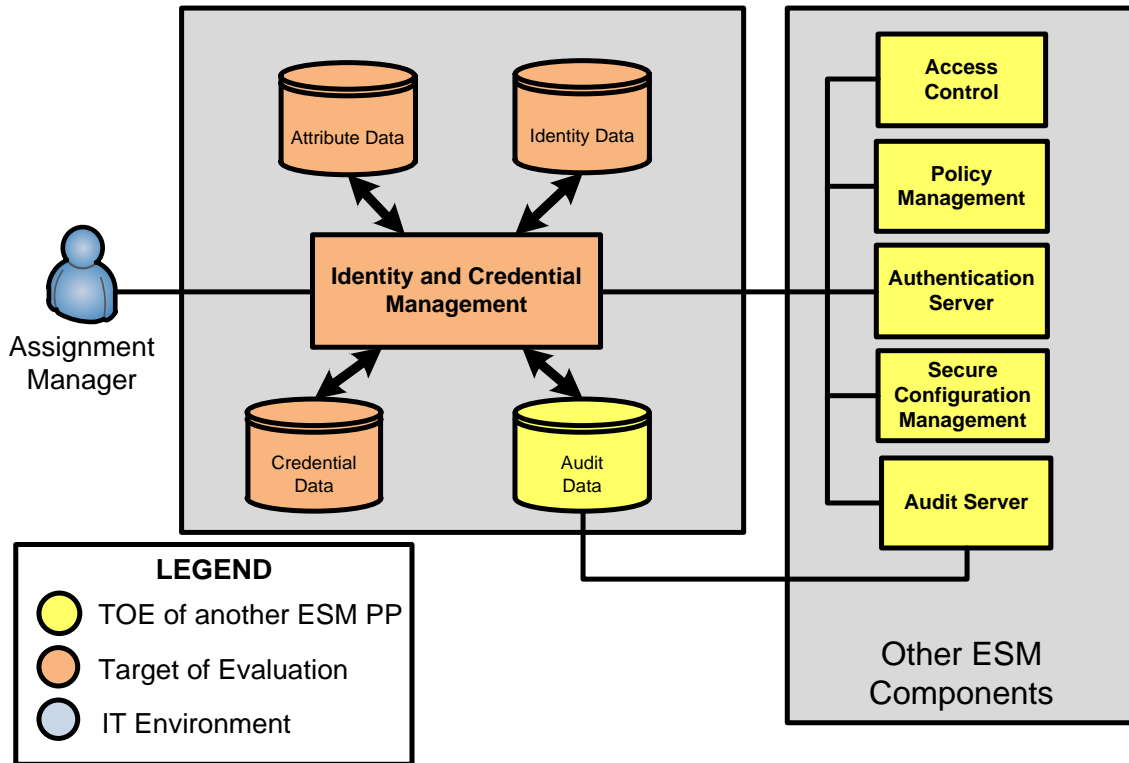 Attribute Data
Identity Data
Identity and Credential
Management
Credential
Data
Audit
Data
Assignment
Manager
Access
Control
Policy
Management
Authentication
Server
Secure
Configuration
Management
Audit Server
Other ESM
Components
LEGEND
TOE of another ESM PP
Target of Evaluation
IT Environment